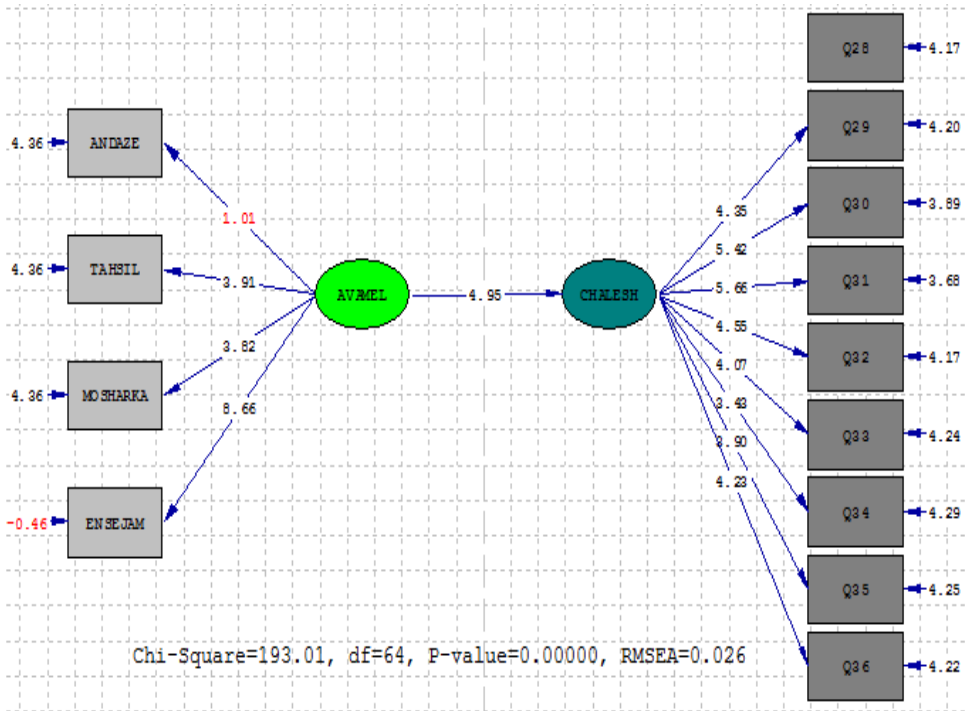 Q28
4.17
Q29
4.20
4.36
ANDAZE
Q30
3.89
1.01
4.35
5.42
4.36
TAHSIL
3.91
5.66
Q31
3.68
AVAMEL
4.95
CHALESH
4.55
3.82
4.07
Q32
4.17
4.36
MOSHARKA
8.66
3.43
3.90
Q33
4.24
4.23
-0.46
ENSEJAM
Q34
4.29
Q35
4.25
Q36
4.22
Chi-Square=193.01, df=64, P-value=0.00000, RMSEA=0.026